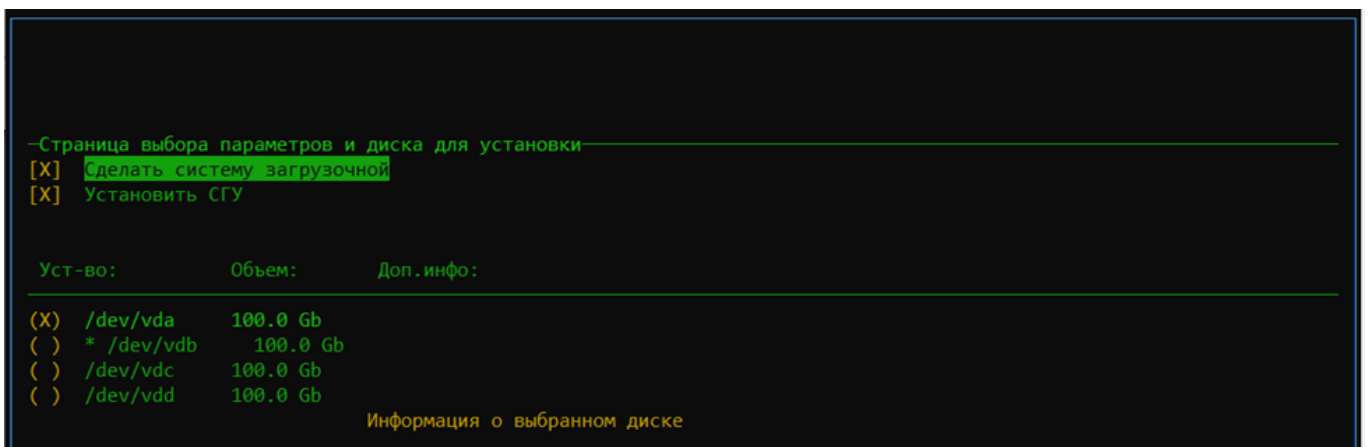 Страница выбора параметров и диска для установки
[X] Сделать систему загрузочной
[X] Установить СГУ
Уст-во: Объем: Доп.инфо:
(X) /dev/vda 100.0 Gb
( ) * /dev/vdb 100.0 Gb
( ) /dev/vdc 100.0 Gb
( ) /dev/vdd 100.0 Gb
Информация о выбранном диске